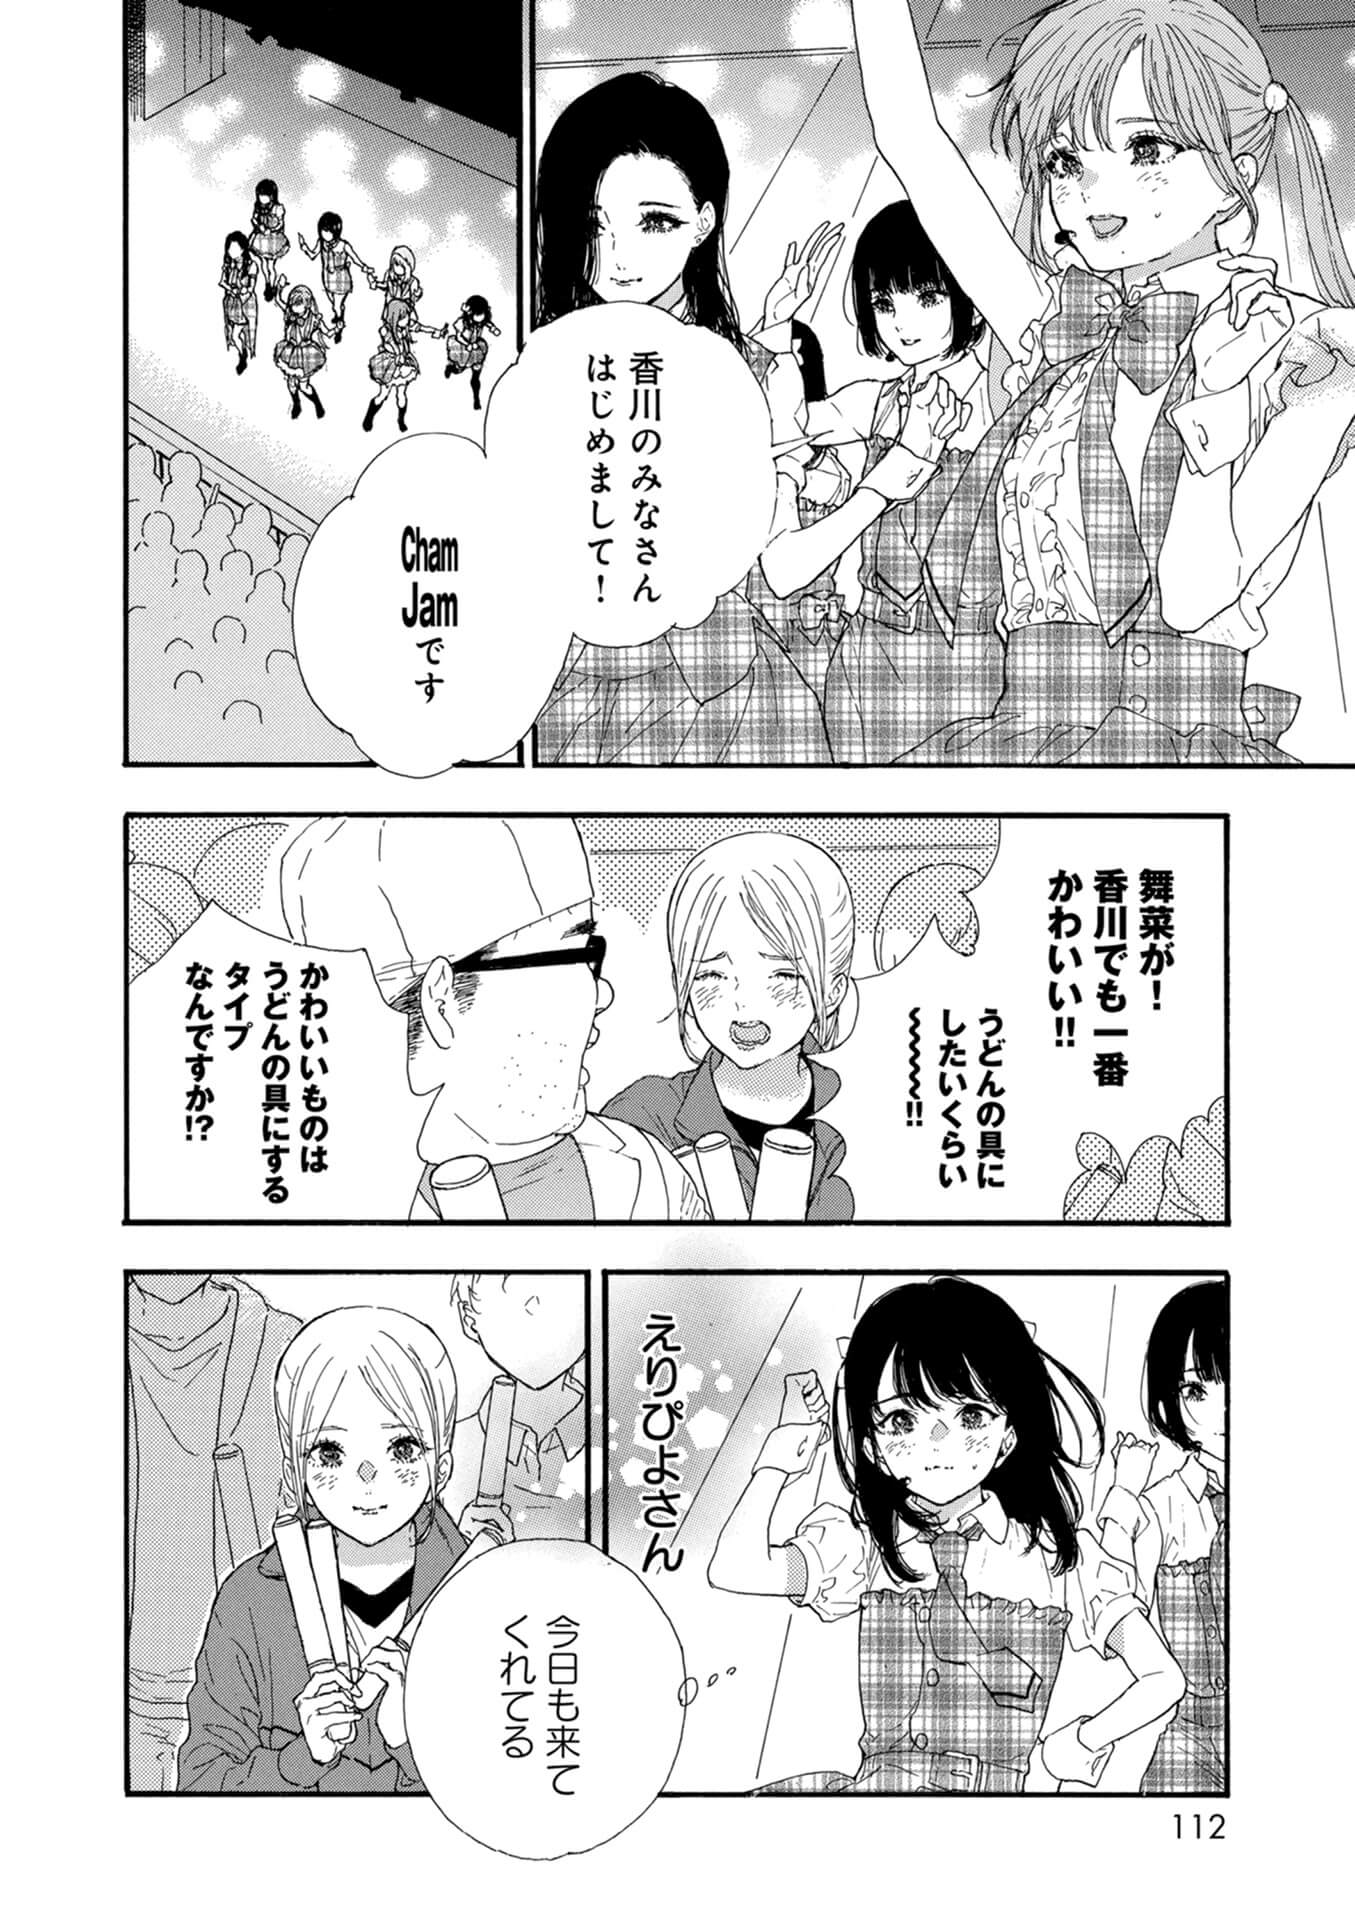 香川のみなさん
はじめまして！
Cham
Jam
です
舞菜が！
香川でも一番
かわいい!!
うどんの具に
したいくらい
〜〜〜〜!!
かわいいものは
うどんの具にする
タイプ
なんですか!?
えりぴよさん
今日も来て
くれてる
112